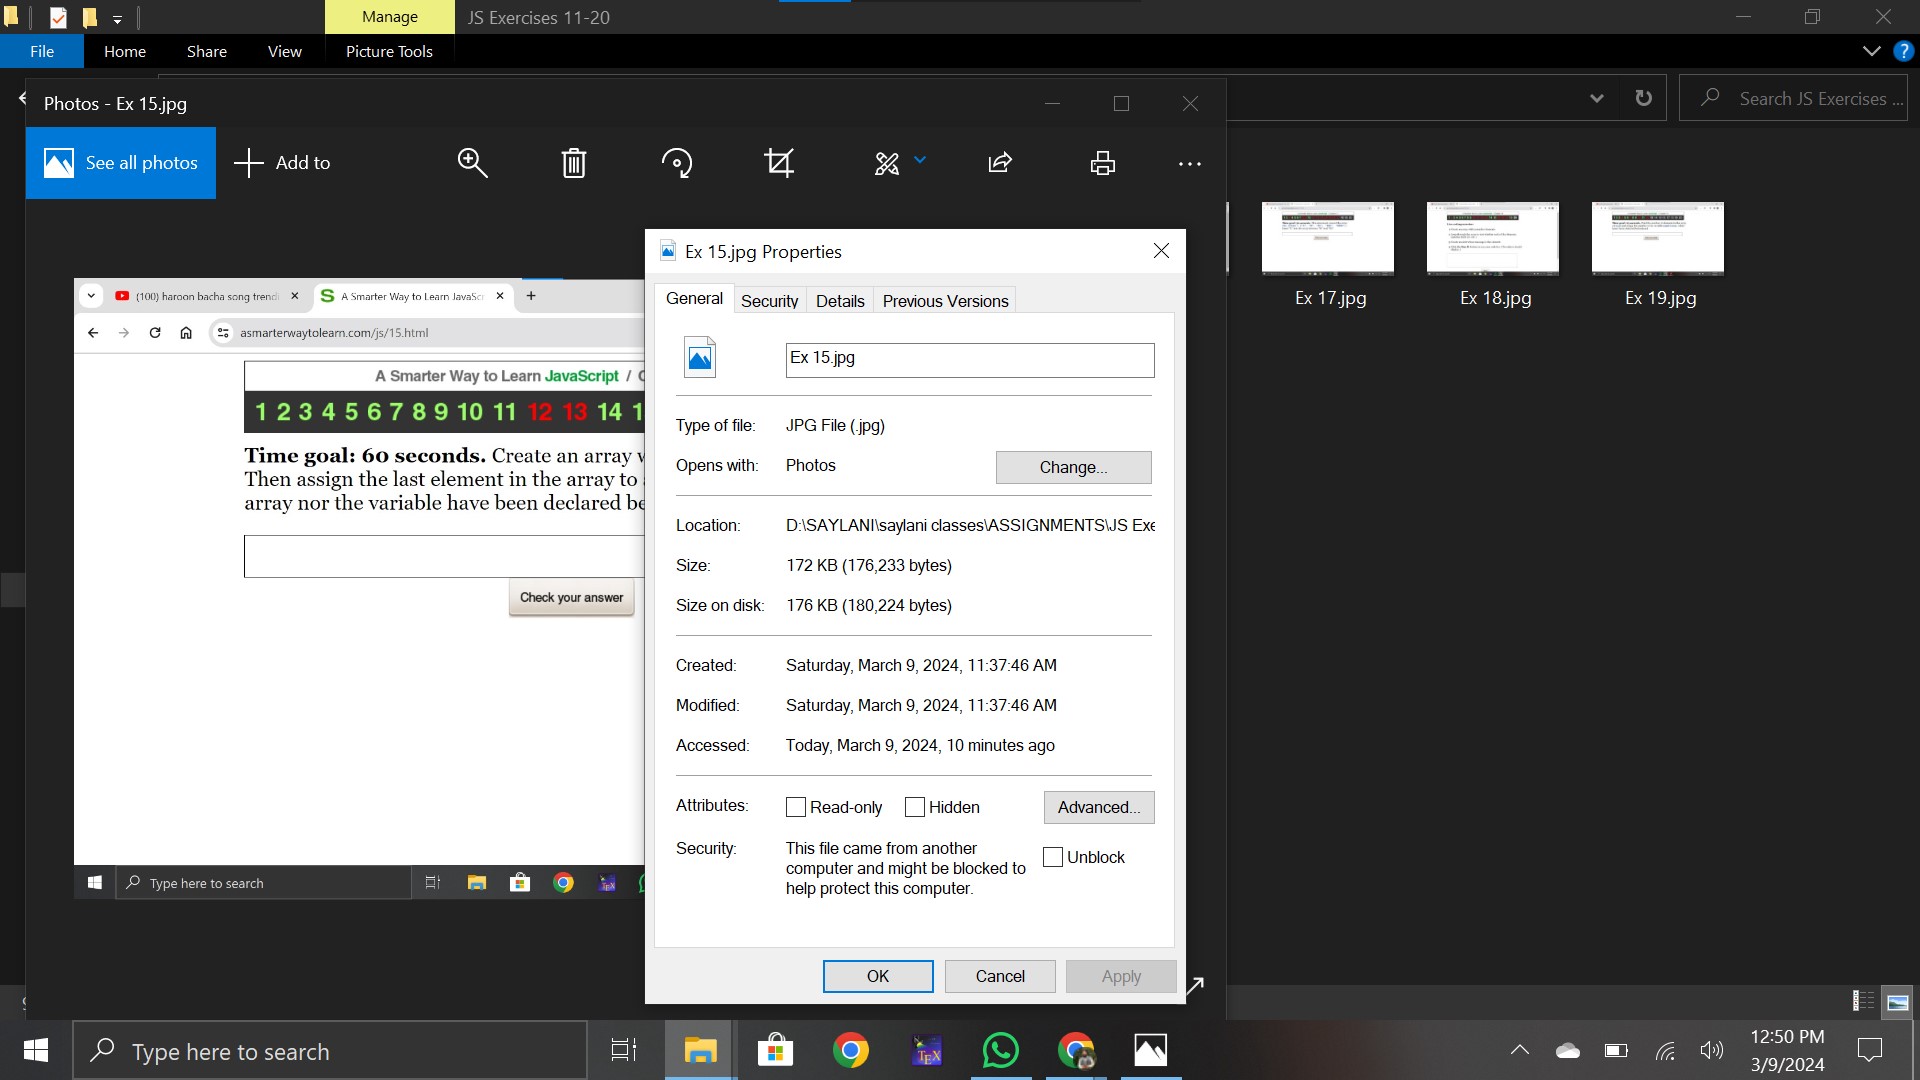 Manage
JS Exercises 11-20
File
Home
Share
View
Picture Tools
Search JS Exercises ...
Photos - Ex 15.jpg
See all photos
Add to
Ex 17.jpg
Ex 18.jpg
Ex 19.jpg
(100) haroon bacha song trendi
A Smarter Way to Learn JavaSc
asmarterwaytolearn.com/js/15.html
A Smarter Way to Learn JavaScript /
1 2 3 4 5 6 7 8 9 10 11 12 13 14 1
Time goal: 60 seconds. Create an array
Then assign the last element in the array to
array nor the variable have been declared be
Check your answer
Type here to search
Ex 15.jpg Properties
General
Security
Details
Previous Versions
Ex 15.jpg
Type of file: JPG File (.jpg)
Opens with: Photos
Change...
Location: D:\SAYLANI\saylani classes\ASSIGNMENTS\JS Exe
Size: 172 KB (176,233 bytes)
Size on disk: 176 KB (180,224 bytes)
Created: Saturday, March 9, 2024, 11:37:46 AM
Modified: Saturday, March 9, 2024, 11:37:46 AM
Accessed: Today, March 9, 2024, 10 minutes ago
Attributes: Read-only Hidden Advanced...
Security: This file came from another
computer and might be blocked to
help protect this computer.
Unblock
OK
Cancel
Apply
Type here to search
TEX
12:50 PM
3/9/2024